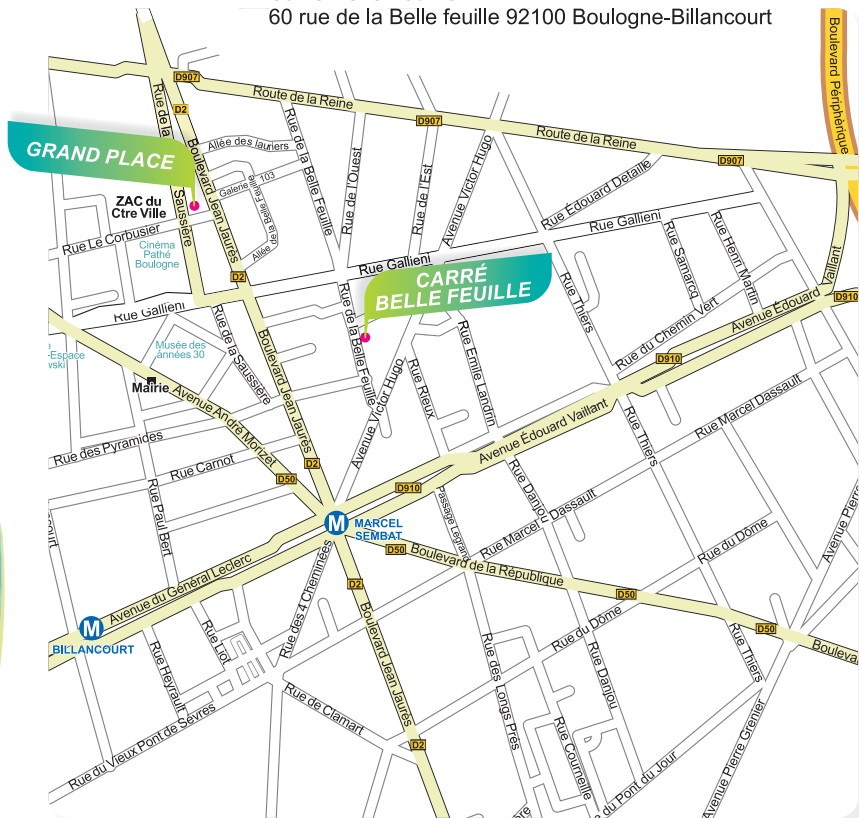 60 rue de la Belle feuille 92100 Boulogne-Billancourt
Boulevard Périphérique
D907
Rue de la
D2
Route de la Reine
D907
Route de la Reine
D907
GRAND PLACE
Allée des lauriers
Galerie 103
Boulevard Jean Jaurès
Rue de la Belle Feuille
Rue de l'Ouest
Rue de l'Est
Avenue Victor Hugo
Rue Édouard Detaille
ZAC du
Ctre Ville
Saussière
Allée
de la Belle Feuille
Rue Le Corbusier
Cinéma
Pathé
Boulogne
Rue Gallieni
Rue Gallieni
Rue Samarcq
Rue Henri Martin
D2
CARRÉ
BELLE FEUILLE
Rue Thiers
Avenue Édouard Vaillant
D910
Rue Gallieni
Rue de la Belle Feuille
Rue du Chemin Vert
D910
-Espace
wski
Musée des
années 30
Rue de la Saussière
Boulevard Jean Jaurès
Rue Emile Landrin
Mairie
Avenue André Morizet
Avenue Victor Hugo
Rue Rieux
Rue Marcel Dassault
Avenue Édouard Vaillant
Rue Thiers
Rue des Pyramides
Rue Carnot
D2
D50
D910
Rue Paul Bert
Passage Legrand
Rue Danjou
Rue Marcel Dassault
court
M
MARCEL
SEMBAT
D50
Boulevard de la République
Rue du Dôme
Avenue Pierre
Avenue du Général Leclerc
Rue des 4 Cheminées
D2
D50
M
BILLANCOURT
Rue Heyrault
Rue Liot
Boulevard Jean Jaurès
Rue du Dôme
D50
Bouleva
Rue des Longs Prés
Rue Danjou
Rue Thiers
Rue du Vieux Pont de Sèvres
Rue de Clamart
D2
Rue Courneille
Avenue Pierre Grenier
e du Pont du Jour